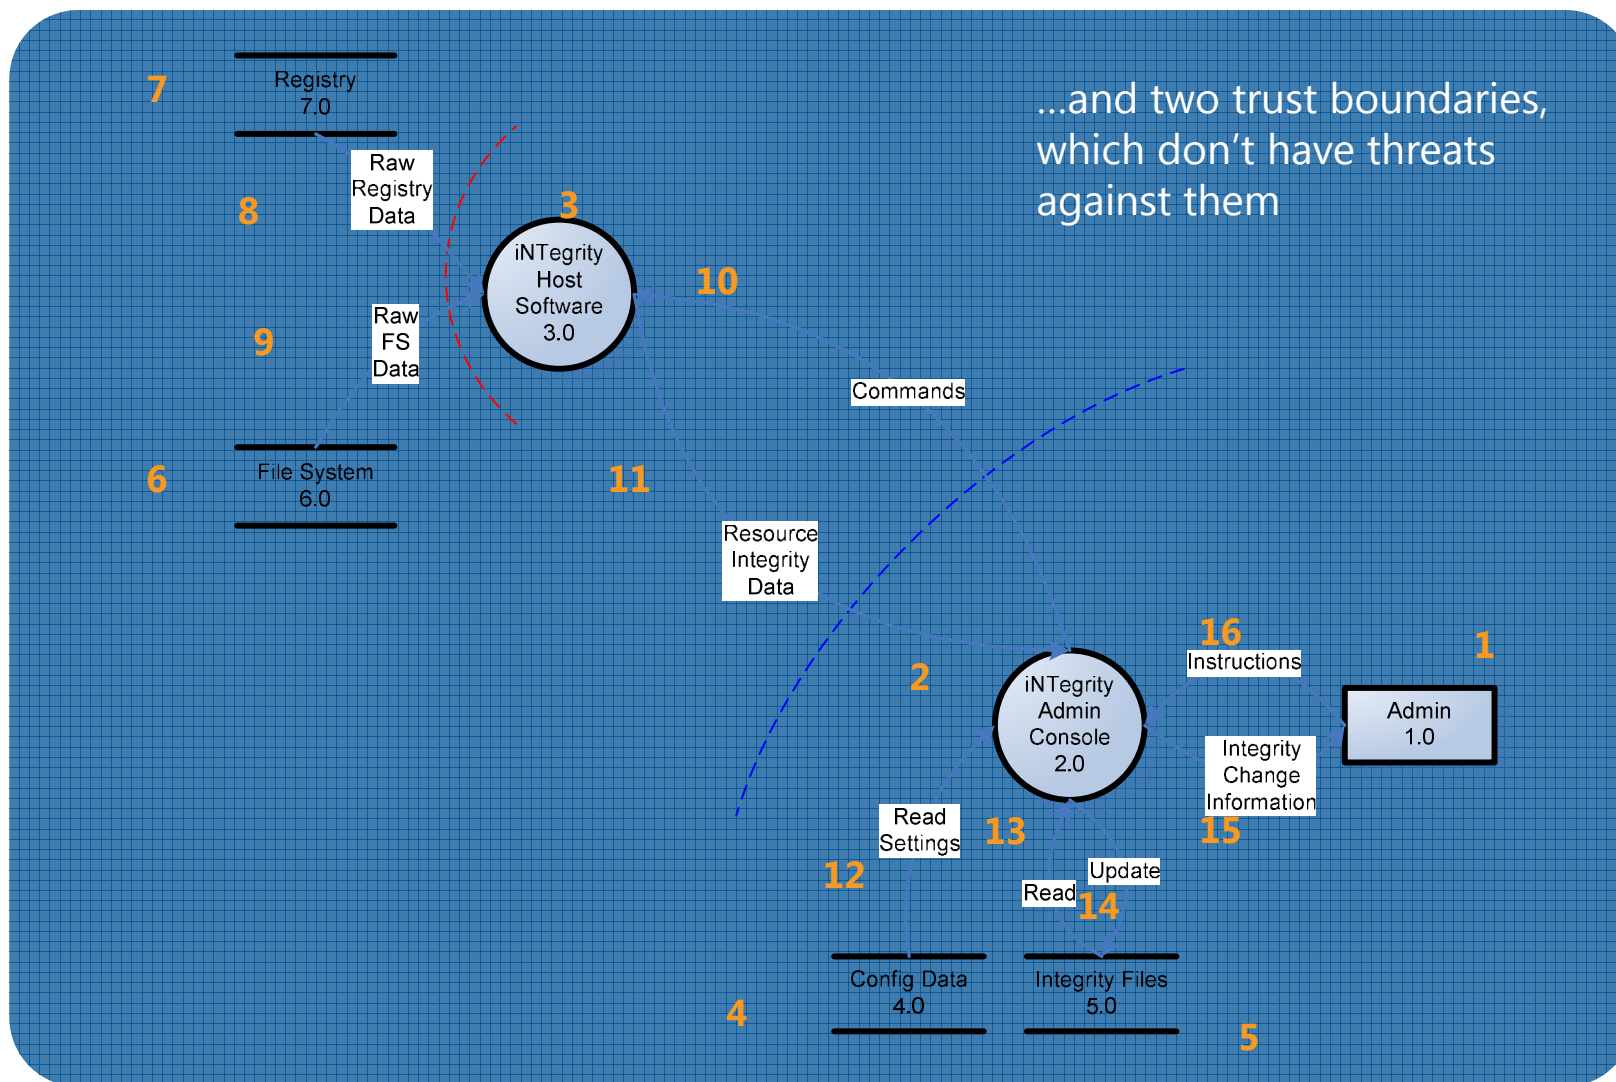 7
Registry
7.0
...and two trust boundaries,
which don't have threats
against them
Raw
Registry
Data
8
3
iNTegrity
Host
Software
3.0
10
9
Raw
FS
Data
Commands
6
File System
6.0
11
Resource
Integrity
Data
16
1
Instructions
2
iNTegrity
Admin
Console
2.0
Admin
1.0
Integrity
Change
Information
15
Read
Settings
13
12
Update
Read
14
Config Data
4.0
Integrity Files
5.0
4
5